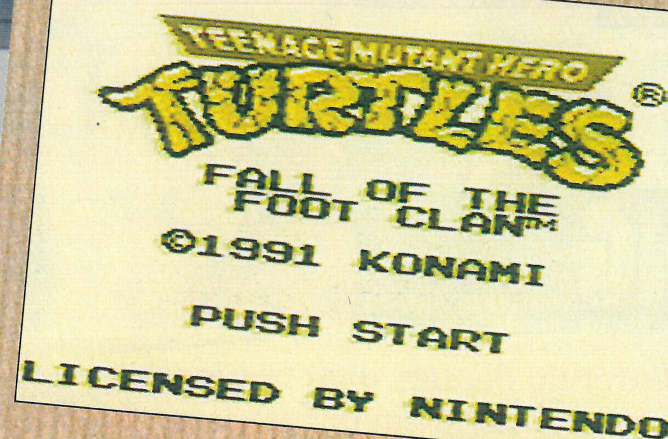 TEENAGE MUTANT HERO
TURTLES®
FALL OF THE
FOOT CLAN™
©1991 KONAMI
PUSH START
LICENSED BY NINTENDO